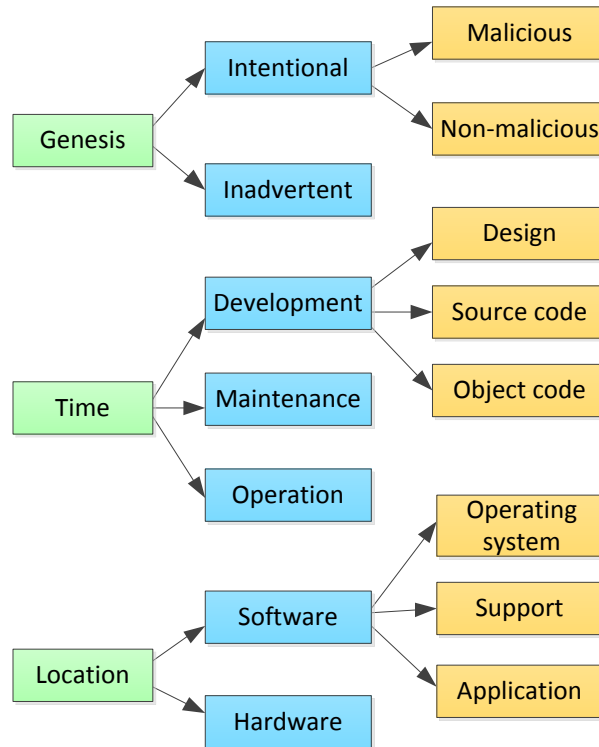 Genesis
Intentional
Malicious
Non-malicious
Inadvertent
Time
Development
Design
Source code
Object code
Maintenance
Operation
Location
Software
Operating
system
Support
Application
Hardware